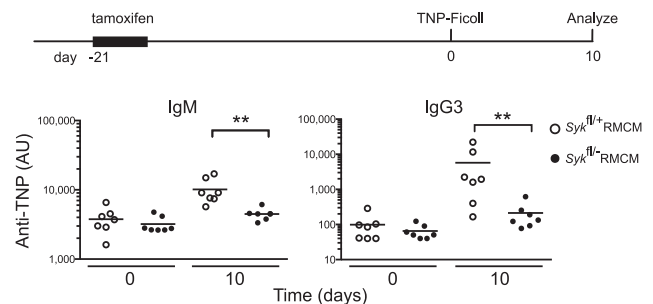 tamoxifen
TNP-Ficoll
Analyze
day -21
0
10
IgM
IgG3
Anti-TNP (AU)
100,000
10,000
1,000
**
0
10
100,000
10,000
1,000
100
10
**
0
10
Syk^fl/+RMCM
Syk^fl/-RMCM
Time (days)